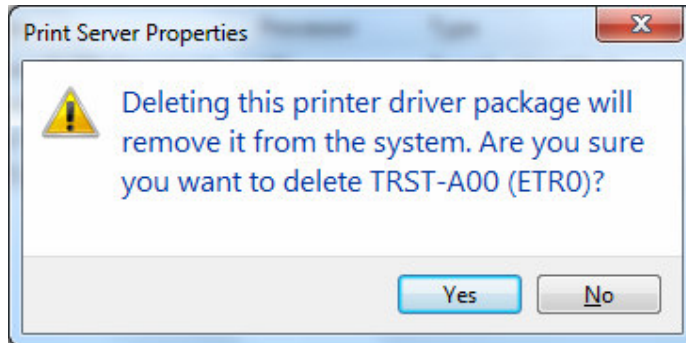 Print Server Properties
Deleting this printer driver package will
remove it from the system. Are you sure
you want to delete TRST-A00 (ETR0)?
Yes
No